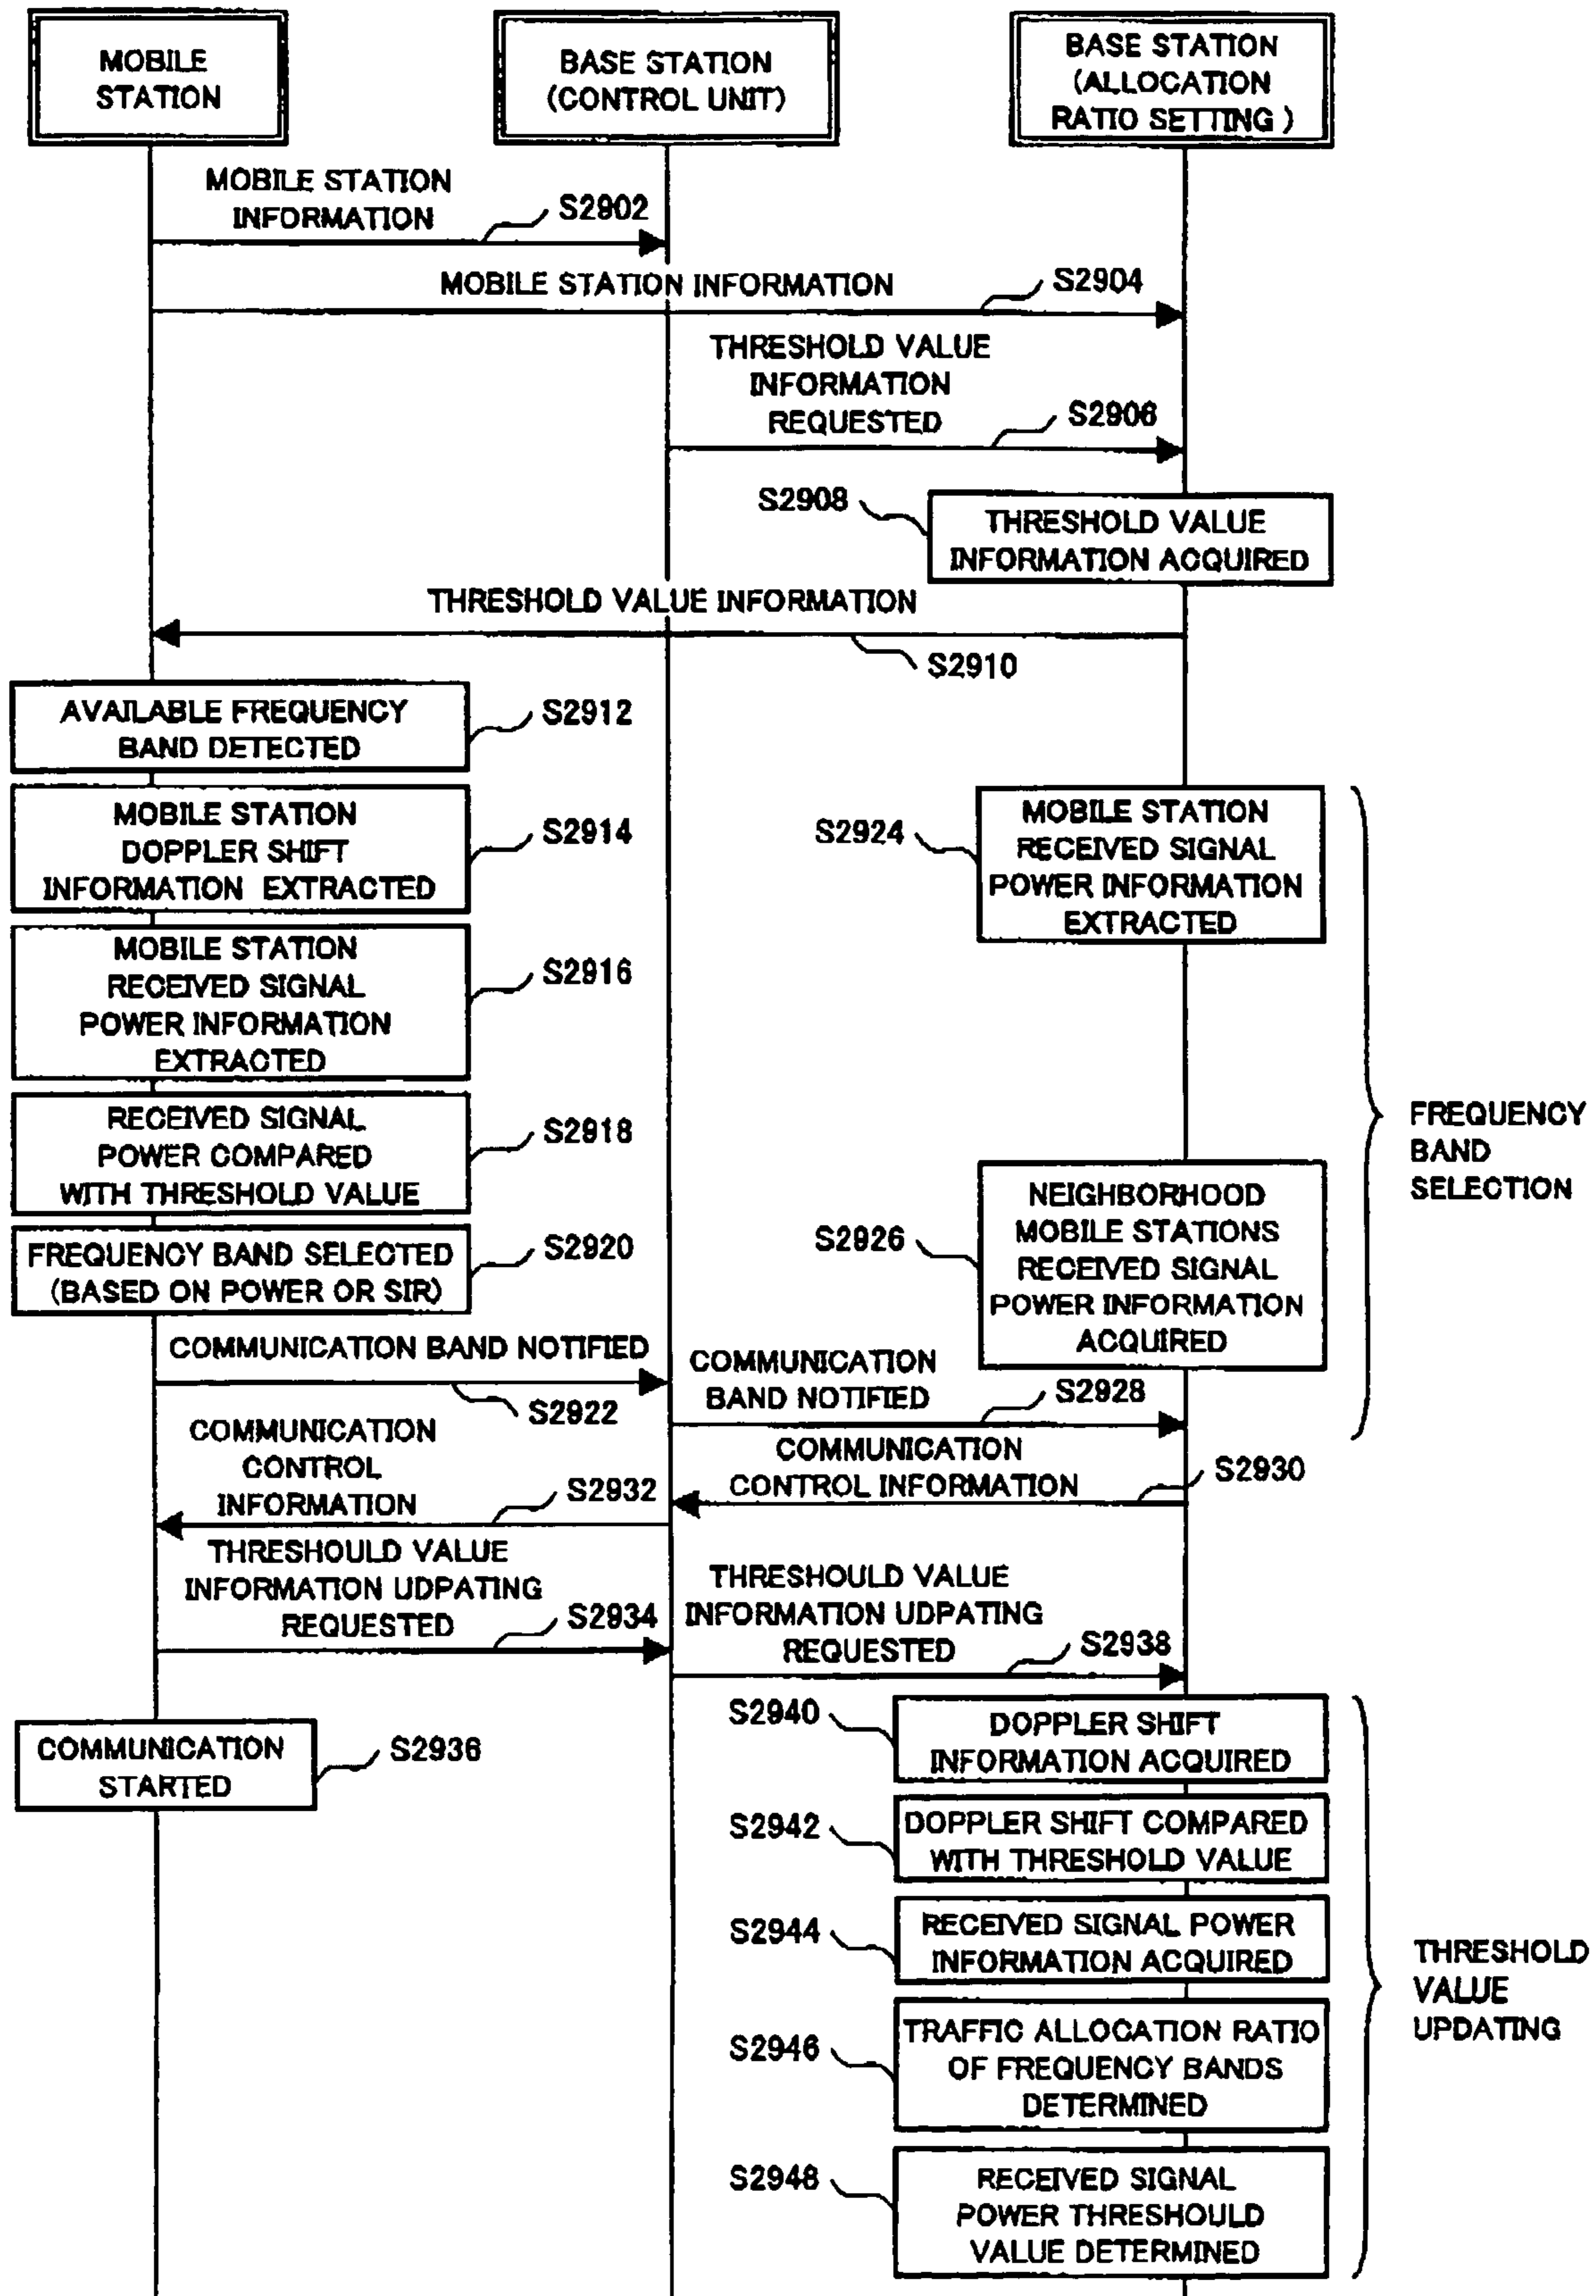 MOBILE
STATION
BASE STATION
(CONTROL UNIT)
BASE STATION
(ALLOCATION
RATIO SETTING )
MOBILE STATION
INFORMATION
S2902
MOBILE STATION INFORMATION
S2904
THRESHOLD VALUE
INFORMATION
REQUESTED
S2906
S2908
THRESHOLD VALUE
INFORMATION ACQUIRED
THRESHOLD VALUE INFORMATION
S2910
AVAILABLE FREQUENCY
BAND DETECTED
S2912
MOBILE STATION
DOPPLER SHIFT
INFORMATION EXTRACTED
S2914
S2924
MOBILE STATION
RECEIVED SIGNAL
POWER INFORMATION
EXTRACTED
MOBILE STATION
RECEIVED SIGNAL
POWER INFORMATION
EXTRACTED
S2916
RECEIVED SIGNAL
POWER COMPARED
WITH THRESHOLD VALUE
S2918
FREQUENCY
BAND
SELECTION
FREQUENCY BAND SELECTED
(BASED ON POWER OR SIR)
S2920
S2926
NEIGHBORHOOD
MOBILE STATIONS
RECEIVED SIGNAL
POWER INFORMATION
ACQUIRED
COMMUNICATION BAND NOTIFIED
S2922
COMMUNICATION
BAND NOTIFIED
S2928
COMMUNICATION
CONTROL INFORMATION
S2930
COMMUNICATION
CONTROL
INFORMATION
S2932
THRESHOULD VALUE
INFORMATION UDPATING
REQUESTED
S2934
THRESHOULD VALUE
INFORMATION UDPATING
REQUESTED
S2938
COMMUNICATION
STARTED
S2936
S2940
DOPPLER SHIFT
INFORMATION ACQUIRED
S2942
DOPPLER SHIFT COMPARED
WITH THRESHOLD VALUE
S2944
RECEIVED SIGNAL POWER
INFORMATION ACQUIRED
THRESHOLD
VALUE
UPDATING
S2946
TRAFFIC ALLOCATION RATIO
OF FREQUENCY BANDS
DETERMINED
S2948
RECEIVED SIGNAL
POWER THRESHOULD
VALUE DETERMINED